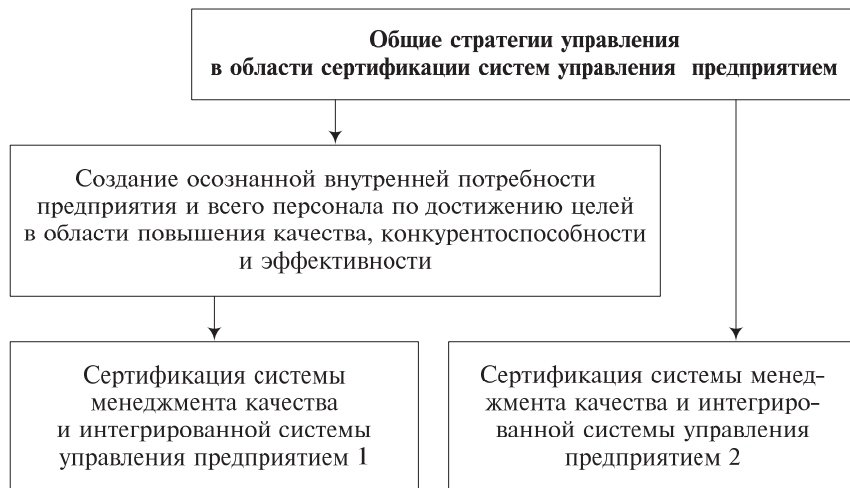 Общие стратегии управления
в области сертификации систем управления предприятием
Создание осознанной внутренней потребности
предприятия и всего персонала по достижению целей
в области повышения качества, конкурентоспособности
и эффективности
Сертификация системы
менеджмента качества
и интегрированной системы
управления предприятием 1
Сертификация системы менед-
жмента качества и интегриро-
ванной системы управления
предприятием 2